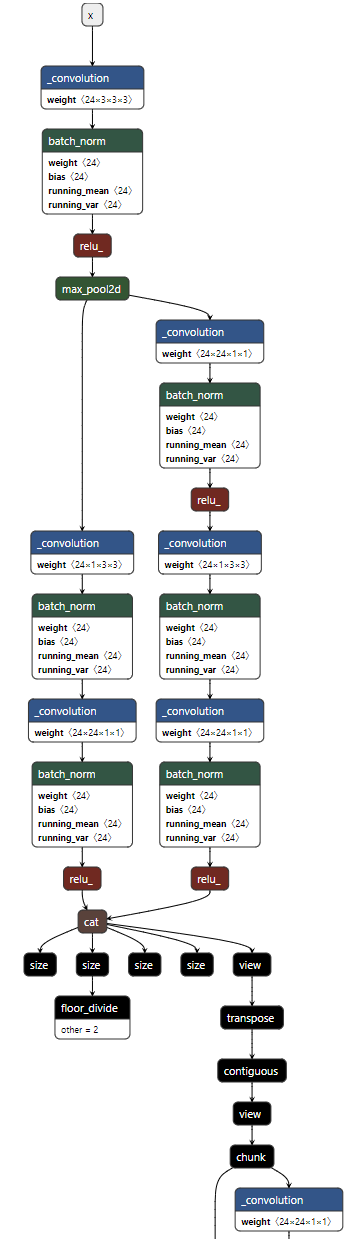 x
_convolution
weight ⟨24×3×3×3⟩
batch_norm
weight ⟨24⟩
bias ⟨24⟩
running_mean ⟨24⟩
running_var ⟨24⟩
relu_
max_pool2d
_convolution
weight ⟨24×24×1×1⟩
batch_norm
weight ⟨24⟩
bias ⟨24⟩
running_mean ⟨24⟩
running_var ⟨24⟩
relu_
_convolution
weight ⟨24×1×3×3⟩
_convolution
weight ⟨24×1×3×3⟩
batch_norm
weight ⟨24⟩
bias ⟨24⟩
running_mean ⟨24⟩
running_var ⟨24⟩
batch_norm
weight ⟨24⟩
bias ⟨24⟩
running_mean ⟨24⟩
running_var ⟨24⟩
_convolution
weight ⟨24×24×1×1⟩
_convolution
weight ⟨24×24×1×1⟩
batch_norm
weight ⟨24⟩
bias ⟨24⟩
running_mean ⟨24⟩
running_var ⟨24⟩
batch_norm
weight ⟨24⟩
bias ⟨24⟩
running_mean ⟨24⟩
running_var ⟨24⟩
relu_
relu_
cat
size
size
size
size
view
floor_divide
other = 2
transpose
contiguous
view
chunk
_convolution
weight ⟨24×24×1×1⟩